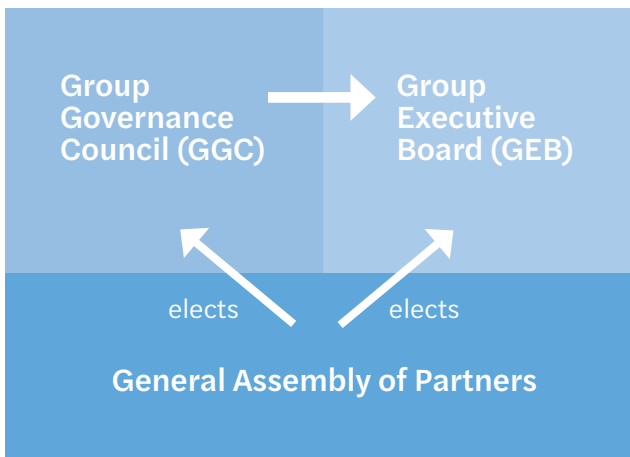 Group
Governance
Council (GGC)
Group
Executive
Board (GEB)
elects
elects
General Assembly of Partners